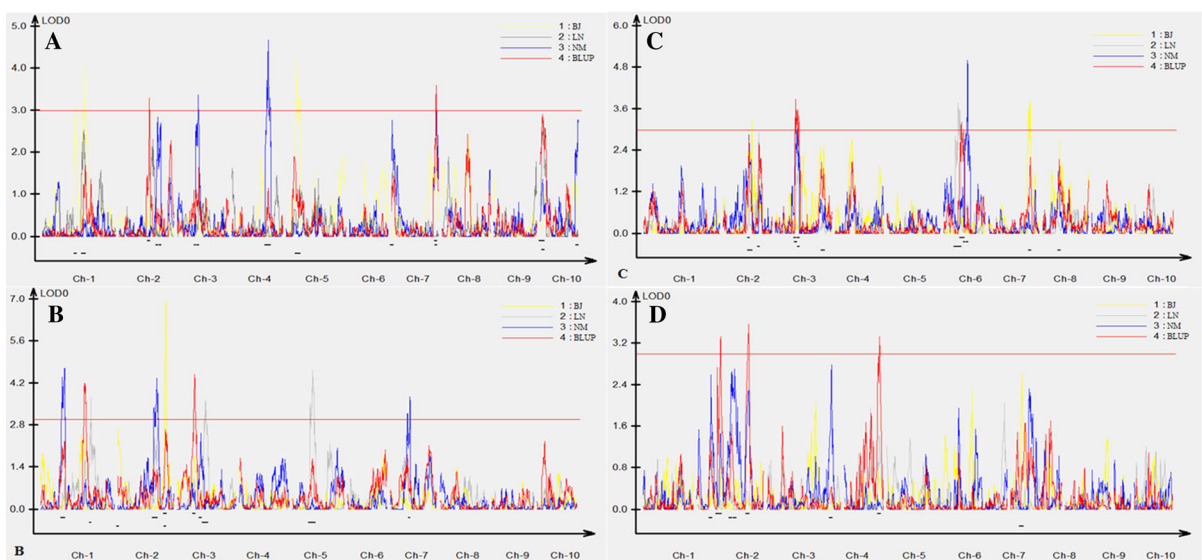 A
LOD0
5.0
4.0
3.0
2.0
1.0
0.0
1 : BJ
2 : LN
3 : NM
4 : BLUP
Ch-1 Ch-2 Ch-3 Ch-4 Ch-5 Ch-6 Ch-7 Ch-8 Ch-9 Ch-10
C
LOD0
6.0
4.8
3.6
2.4
1.2
0.0
1 : BJ
2 : LN
3 : NM
4 : BLUP
C
Ch-1 Ch-2 Ch-3 Ch-4 Ch-5 Ch-6 Ch-7 Ch-8 Ch-9 Ch-10
B
LOD0
7.0
5.6
4.2
2.8
1.4
0.0
1 : BJ
2 : LN
3 : NM
4 : BLUP
B
Ch-1 Ch-2 Ch-3 Ch-4 Ch-5 Ch-6 Ch-7 Ch-8 Ch-9 Ch-10
D
LOD0
4.0
3.2
2.4
1.6
0.8
0.0
1 : BJ
2 : LN
3 : NM
4 : BLUP
Ch-1 Ch-2 Ch-3 Ch-4 Ch-5 Ch-6 Ch-7 Ch-8 Ch-9 Ch-10